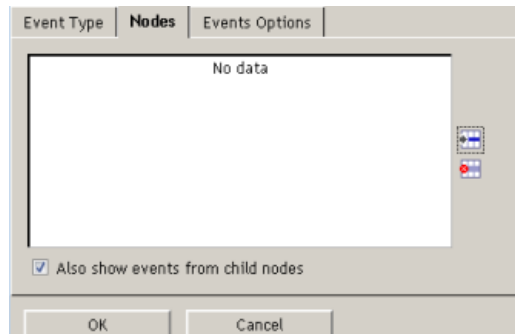 Event Type Nodes Events Options
No data
Also show events from child nodes
OK Cancel